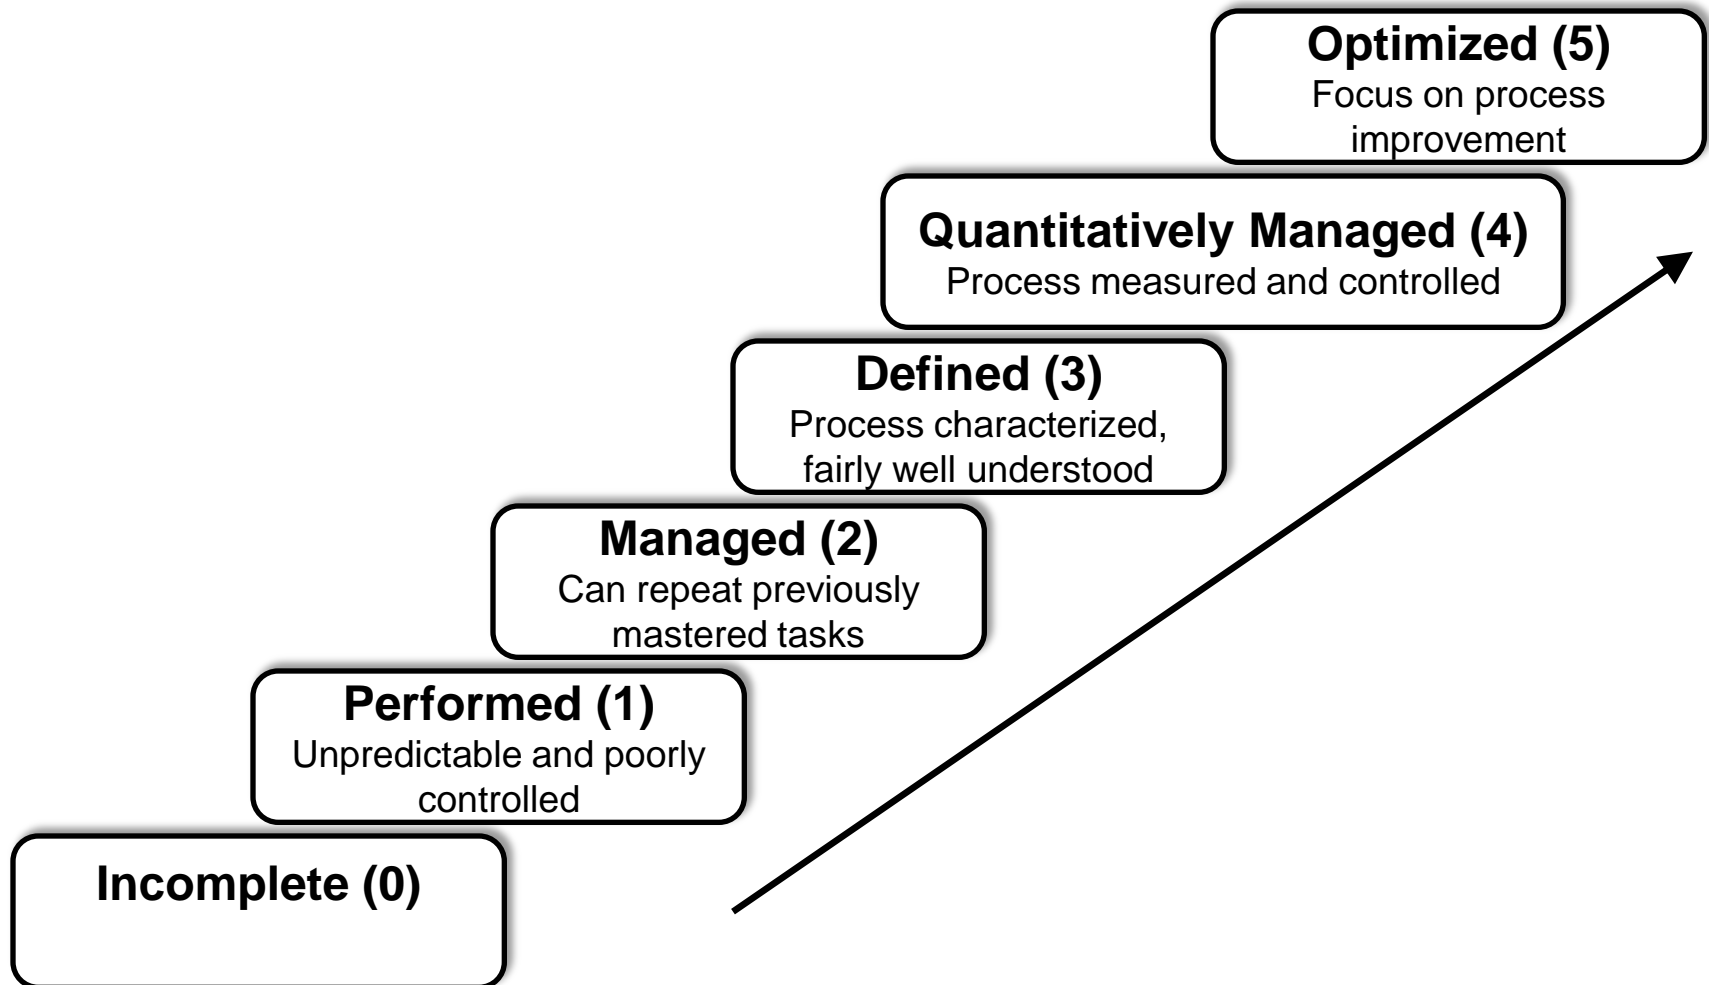 Optimized (5)
Focus on process
improvement
Quantitatively Managed (4)
Process measured and controlled
Defined (3)
Process characterized,
fairly well understood
Managed (2)
Can repeat previously
mastered tasks
Performed (1)
Unpredictable and poorly
controlled
Incomplete (0)